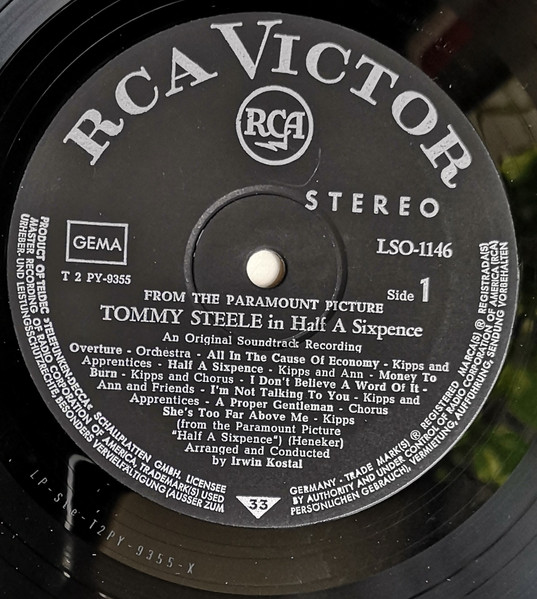 RCA VICTOR
RCA
STEREO
GEMA
LSO-1146
T 2 PY-9355
Side 1
FROM THE PARAMOUNT PICTURE
TOMMY STEELE in Half A Sixpence
An Original Soundtrack Recording
Overture - Orchestra - All In The Cause Of Economy - Kipps and
Apprentices - Half A Sixpence - Kipps and Ann - Money To
Burn - Kipps and Chorus - I Don't Believe A Word Of It -
Ann and Friends - I'm Not Talking To You - Kipps and
Apprentices - A Proper Gentleman - Chorus
She's Too Far Above Me - Kipps
(from the Paramount Picture
"Half A Sixpence") (Heneker)
Arranged and Conducted
by Irwin Kostal
33
PRODUCT OF TELDEC »TELEFUNKEN-DECCA« SCHALLPLATTEN GMBH. LICENSEE
MASTER RECORDING OF RADIO CORPORATION OF AMERICA, TRADEMARK(S) USED
URHEBER- UND LEISTUNGSSCHUTZRECHTE, BESONDERS VERVIELFÄLTIGUNG (AUSSER ZUM
GERMANY - TRADE MARK(S) ® REGISTERED MARCA(S) ® REGISTRADA(S)
BY AUTHORITY AND UNDER CONTROL OF RADIO CORPORATION OF AMERICA (RCA)
PERSÖNLICHEN GEBRAUCH), VERMIETUNG, AUFFÜHRUNG, SENDUNG VORBEHALTEN
LP-Ste-T2PY-9355-X